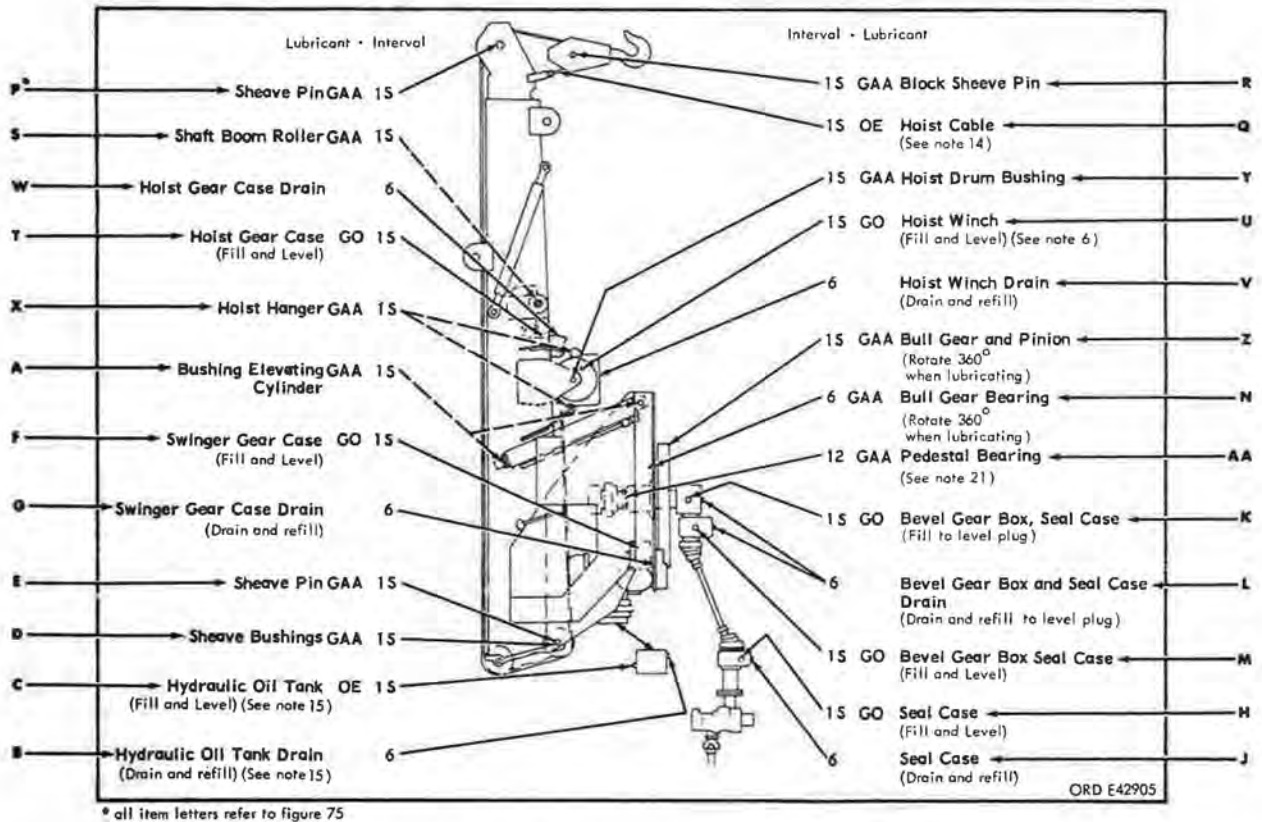 Lubricant - Interval
Interval - Lubricant
P* Sheave Pin GAA 1S
S Shaft Boom Roller GAA 1S
W Hoist Gear Case Drain 6
T Hoist Gear Case GO 1S
(Fill and Level)
X Hoist Hanger GAA 1S
A Bushing Elevating GAA 1S
Cylinder
F Swinger Gear Case GO 1S
(Fill and Level)
G Swinger Gear Case Drain 6
(Drain and refill)
E Sheave Pin GAA 1S
D Sheave Bushings GAA 1S
C Hydraulic Oil Tank OE 1S
(Fill and Level) (See note 15)
B Hydraulic Oil Tank Drain 6
(Drain and refill) (See note 15)
1S GAA Block Sheeve Pin R
1S OE Hoist Cable Q
(See note 14)
1S GAA Hoist Drum Bushing Y
1S GO Hoist Winch U
(Fill and Level) (See note 6)
6 Hoist Winch Drain V
(Drain and refill)
1S GAA Bull Gear and Pinion Z
(Rotate 360°
when lubricating)
6 GAA Bull Gear Bearing N
(Rotate 360°
when lubricating)
12 GAA Pedestal Bearing AA
(See note 21)
1S GO Bevel Gear Box, Seal Case K
(Fill to level plug)
6 Bevel Gear Box and Seal Case L
Drain
(Drain and refill to level plug)
1S GO Bevel Gear Box Seal Case M
(Fill and Level)
1S GO Seal Case H
(Fill and Level)
6 Seal Case J
(Drain and refill)
ORD E42905
* all item letters refer to figure 75